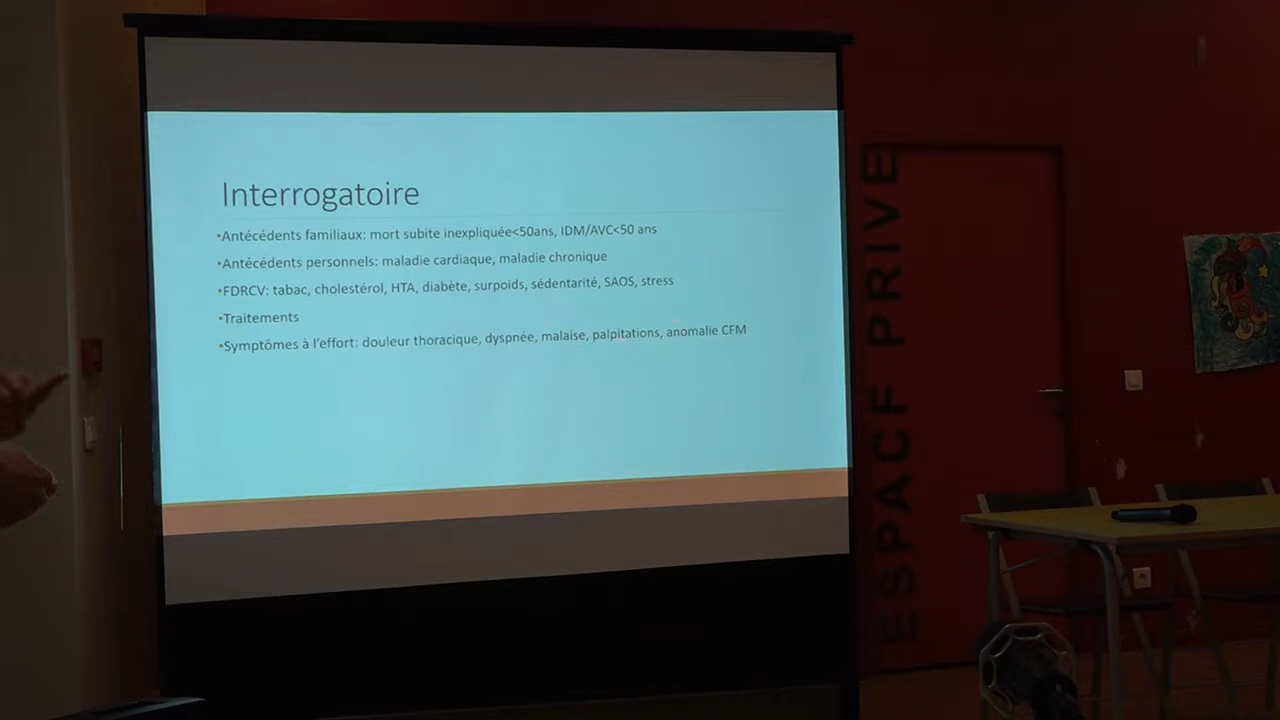 Interrogatoire
•Antécédents familiaux: mort subite inexpliquée<50ans, IDM/AVC<50 ans
•Antécédents personnels: maladie cardiaque, maladie chronique
•FDRCV: tabac, cholestérol, HTA, diabète, surpoids, sédentarité, SAOS, stress
•Traitements
•Symptômes à l'effort: douleur thoracique, dyspnée, malaise, palpitations, anomalie CFM
ESPACE PRIVE